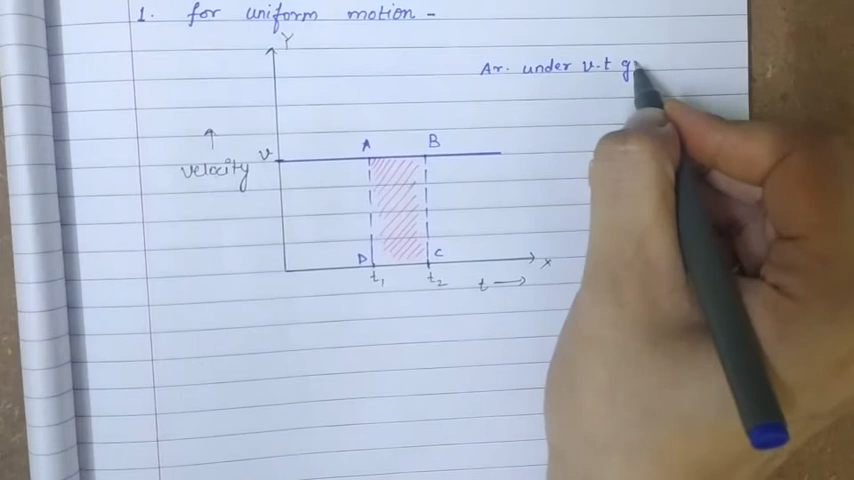 1. for uniform motion -
Y
Ar. under v.t g
A
B
v
↑
velocity
D
C
x
t₁
t₂
t →